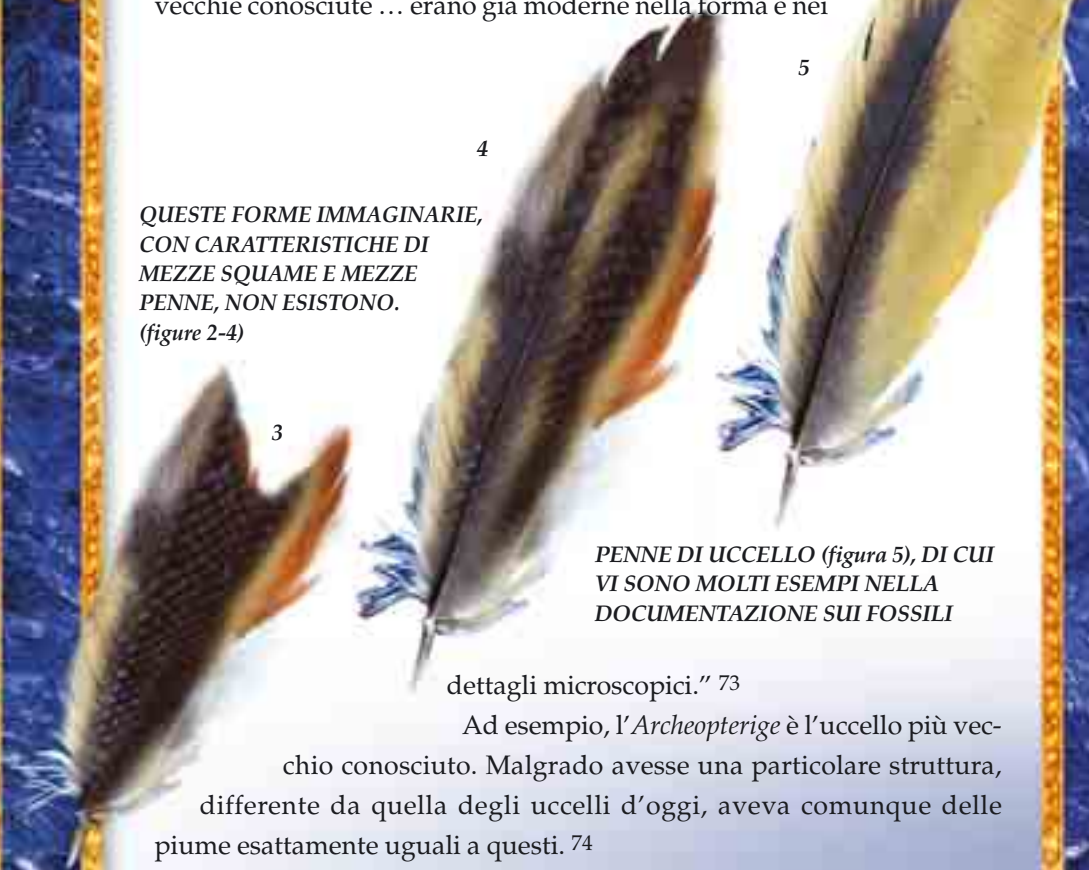 vecchie conosciute … erano già moderne nella forma e nei
5
4
QUESTE FORME IMMAGINARIE,
CON CARATTERISTICHE DI
MEZZE SQUAME E MEZZE
PENNE, NON ESISTONO.
(figure 2-4)
3
PENNE DI UCCELLO (figura 5), DI CUI
VI SONO MOLTI ESEMPI NELLA
DOCUMENTAZIONE SUI FOSSILI
dettagli microscopici.” 73
Ad esempio, l’Archeopterige è l’uccello più vec-
chio conosciuto. Malgrado avesse una particolare struttura,
differente da quella degli uccelli d’oggi, aveva comunque delle
piume esattamente uguali a questi. 74